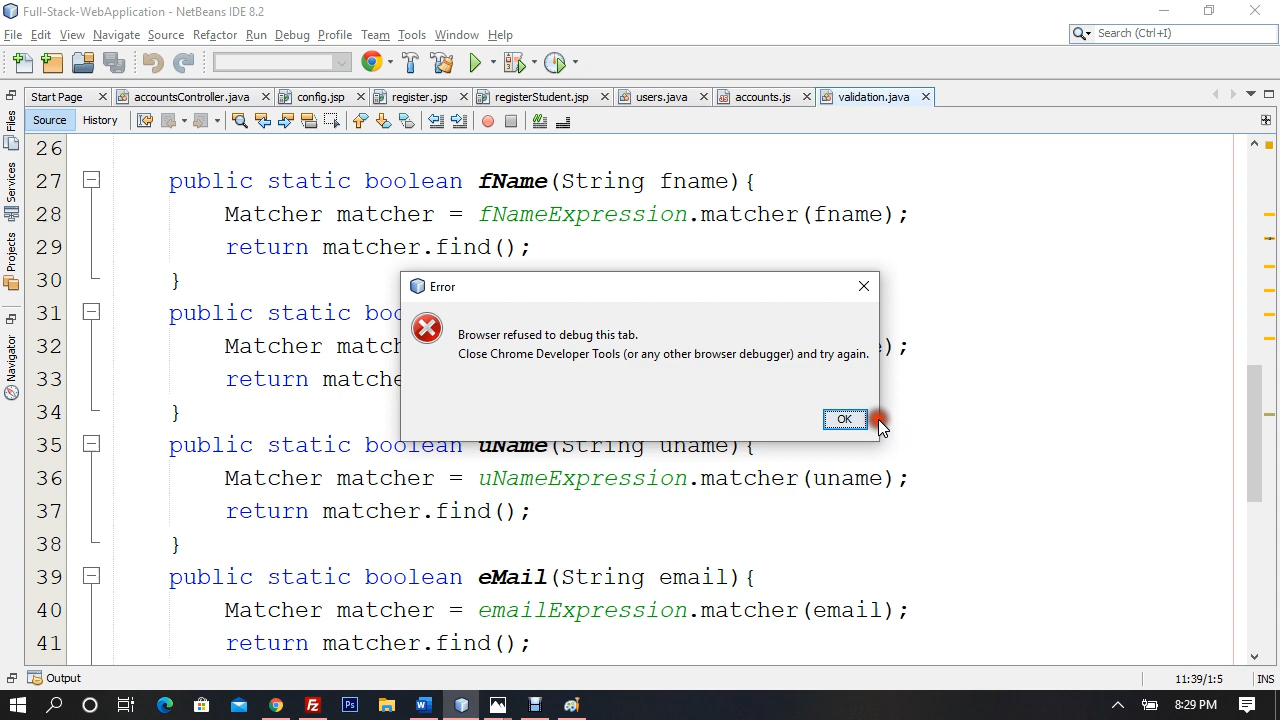 Full-Stack-WebApplication - NetBeans IDE 8.2
File Edit View Navigate Source Refactor Run Debug Profile Team Tools Window Help
Search (Ctrl+I)
Start Page accountsController.java config.jsp register.jsp registerStudent.jsp users.java accounts.js validation.java
Source History
Files
Services
Projects
Navigator
26
27 public static boolean fName(String fname){
28 Matcher matcher = fNameExpression.matcher(fname);
29 return matcher.find();
30 }
31 public static boo
32 Matcher match e);
33 return matche
34 }
35 public static boolean uName(String uname){
36 Matcher matcher = uNameExpression.matcher(uname);
37 return matcher.find();
38 }
39 public static boolean eMail(String email){
40 Matcher matcher = emailExpression.matcher(email);
41 return matcher.find();
Error
Browser refused to debug this tab.
Close Chrome Developer Tools (or any other browser debugger) and try again.
OK
Output
11:39/1:5 INS
8:29 PM